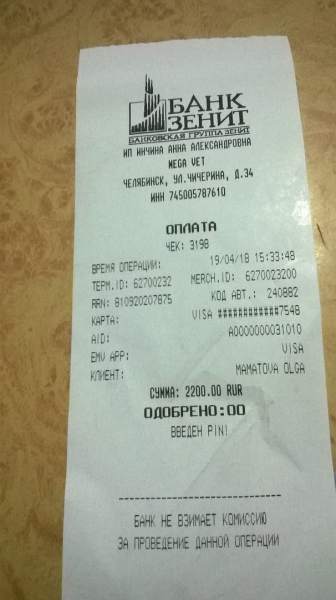 БАНК
ЗЕНИТ
БАНКОВСКАЯ ГРУППА ЗЕНИТ
ИП ИНЧИНА АННА АЛЕКСАНДРОВНА
MEGA VET
ЧЕЛЯБИНСК, УЛ.ЧИЧЕРИНА, Д.34
ИНН 745005787610
ОПЛАТА
ЧЕК: 3198
ВРЕМЯ ОПЕРАЦИИ: 19/04/18 15:33:48
ТЕРМ.ID: 62700232 MERCH.ID: 6270023200
RRN: 810920207875 КОД АВТ.: 240882
КАРТА: VISA ############7548
AID: A0000000031010
EMV APP: VISA
КЛИЕНТ: MAMATOVA OLGA
СУММА: 2200.00 RUR
ОДОБРЕНО:00
ВВЕДЕН PIN!
БАНК НЕ ВЗИМАЕТ КОМИССИЮ
ЗА ПРОВЕДЕНИЕ ДАННОЙ ОПЕРАЦИИ